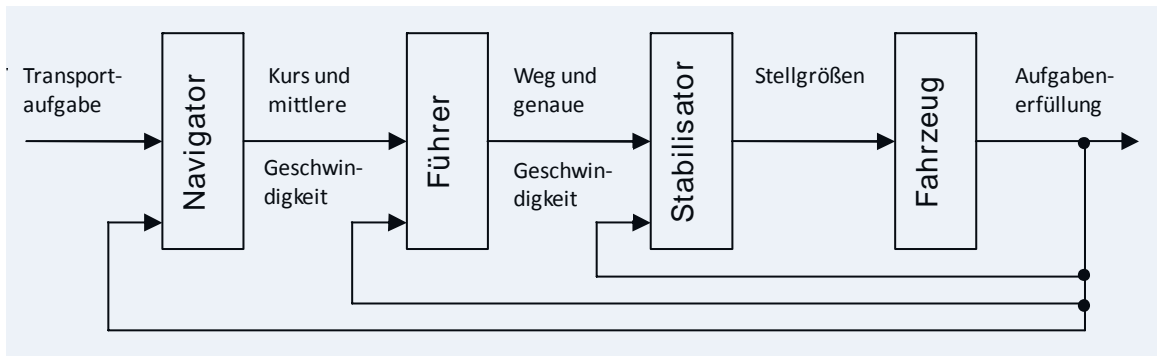 Transport-
aufgabe
Navigator
Kurs und
mittlere
Geschwin-
digkeit
Führer
Weg und
genaue
Geschwin-
digkeit
Stabilisator
Stellgrößen
Fahrzeug
Aufgaben-
erfüllung